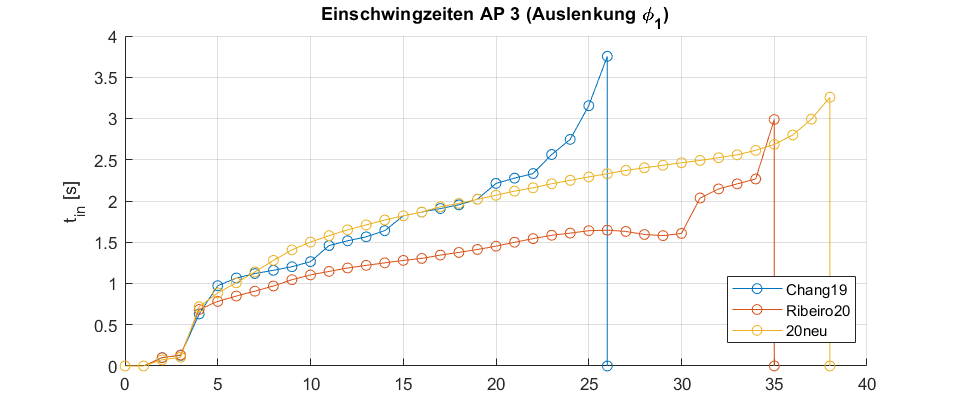 Einschwingzeiten AP 3 (Auslenkung ϕ₁)
4
3.5
3
2.5
2
1.5
1
0.5
0
t_in [s]
Chang19
Ribeiro20
20neu
0 5 10 15 20 25 30 35 40